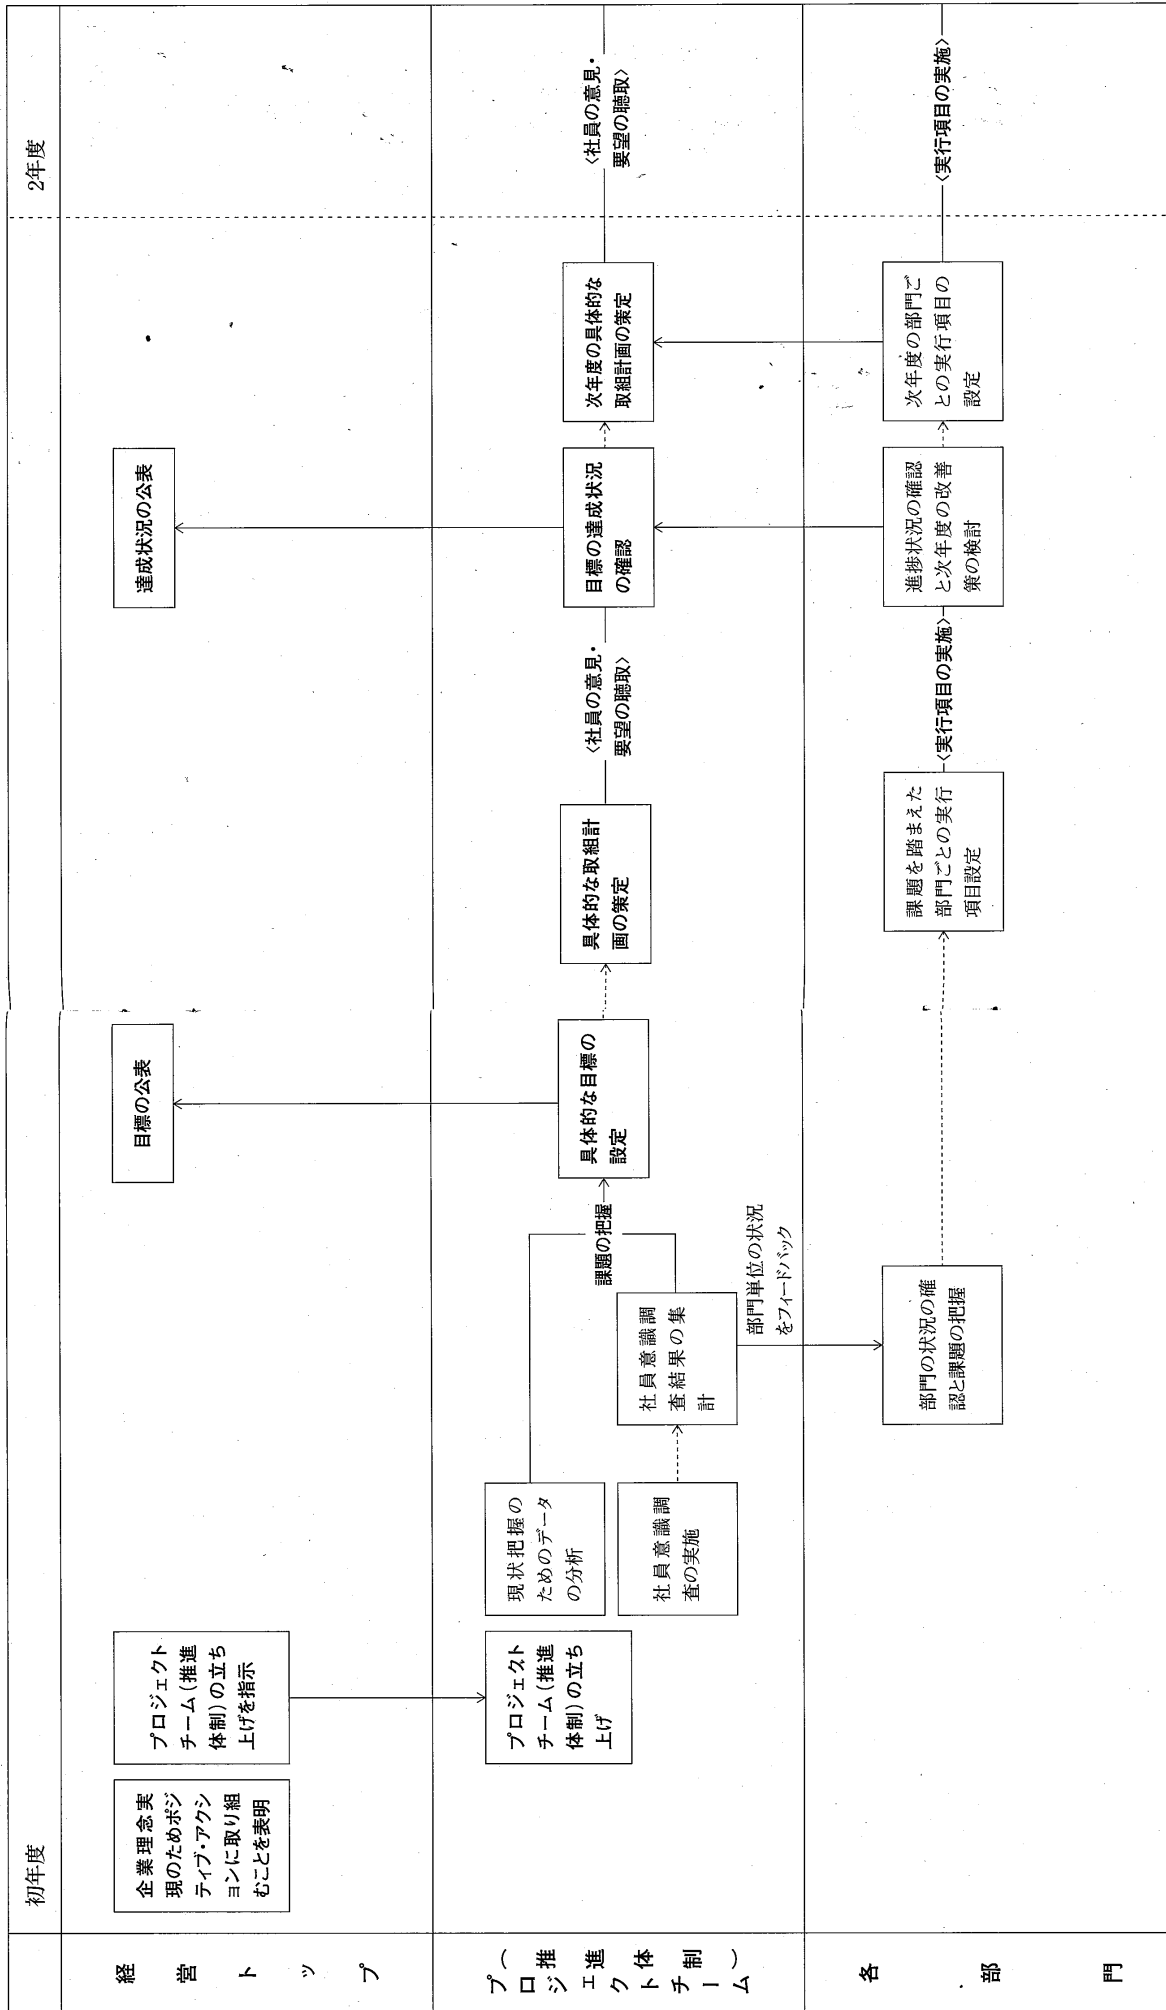 初年度
2年度
経営トップ
企業理念実
現のためポジ
ティブ・アクシ
ョンに取り組
むことを表明
プロジェクト
チーム(推進
体制)の立ち
上げを指示
目標の公表
達成状況の公表
プロジェクトチーム
(推進体制)
プロジェクスト
チーム(推進
体制)の立ち
上げ
現状把握の
ためのデータ
の分析
社員意識調
査の実施
社員意識調
査結果の集
計
課題の把握
部門単位の状況
をフィードバック
具体的な目標の
設定
具体的な取組計
画の策定
〈社員の意見・
要望の聴取〉
目標の達成状況
の確認
次年度の具体的な
取組計画の策定
〈社員の意見・
要望の聴取〉
各部門
部門の状況の確
認と課題の把握
課題を踏まえた
部門ごとの実行
項目設定
〈実行項目の実施〉
進捗状況の確認
と次年度の改善
策の検討
次年度の部門ご
との実行項目の
設定
〈実行項目の実施〉